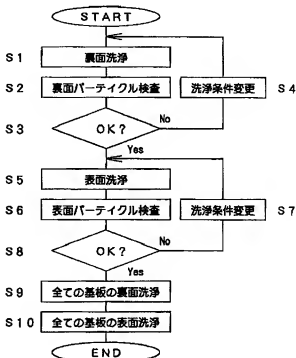 START
S1 裏面洗浄
S2 裏面パーティクル検査 洗浄条件変更 S4
S3 OK? No
Yes
S5 表面洗浄
S6 表面パーティクル検査 洗浄条件変更 S7
S8 OK? No
Yes
S9 全ての基板の裏面洗浄
S10 全ての基板の表面洗浄
END